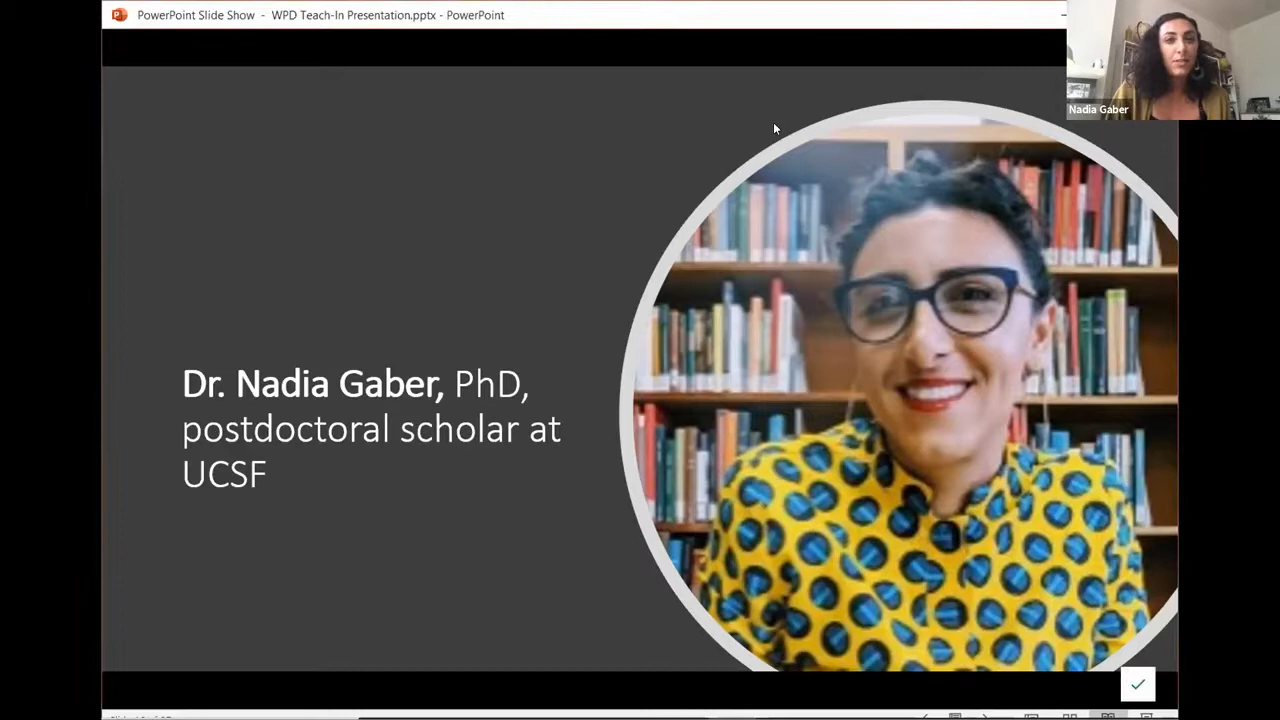 PowerPoint Slide Show - WPD Teach-In Presentation.pptx - PowerPoint
Nadia Gaber
Dr. Nadia Gaber, PhD,
postdoctoral scholar at
UCSF